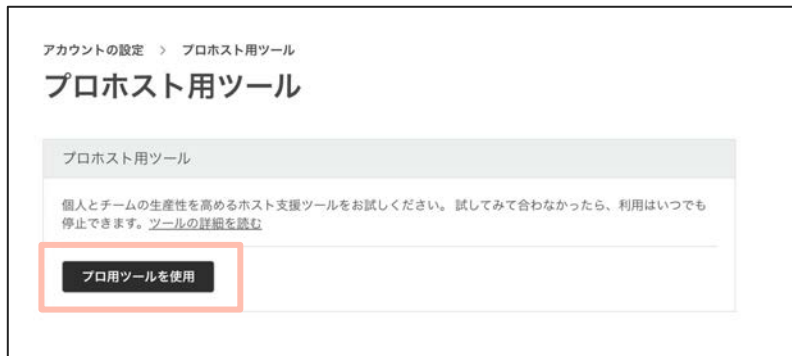 アカウントの設定 > プロホスト用ツール
プロホスト用ツール
プロホスト用ツール
個人とチームの生産性を高めるホスト支援ツールをお試しください。 試してみて合わなかったら、利用はいつでも
停止できます。ツールの詳細を読む
プロ用ツールを使用